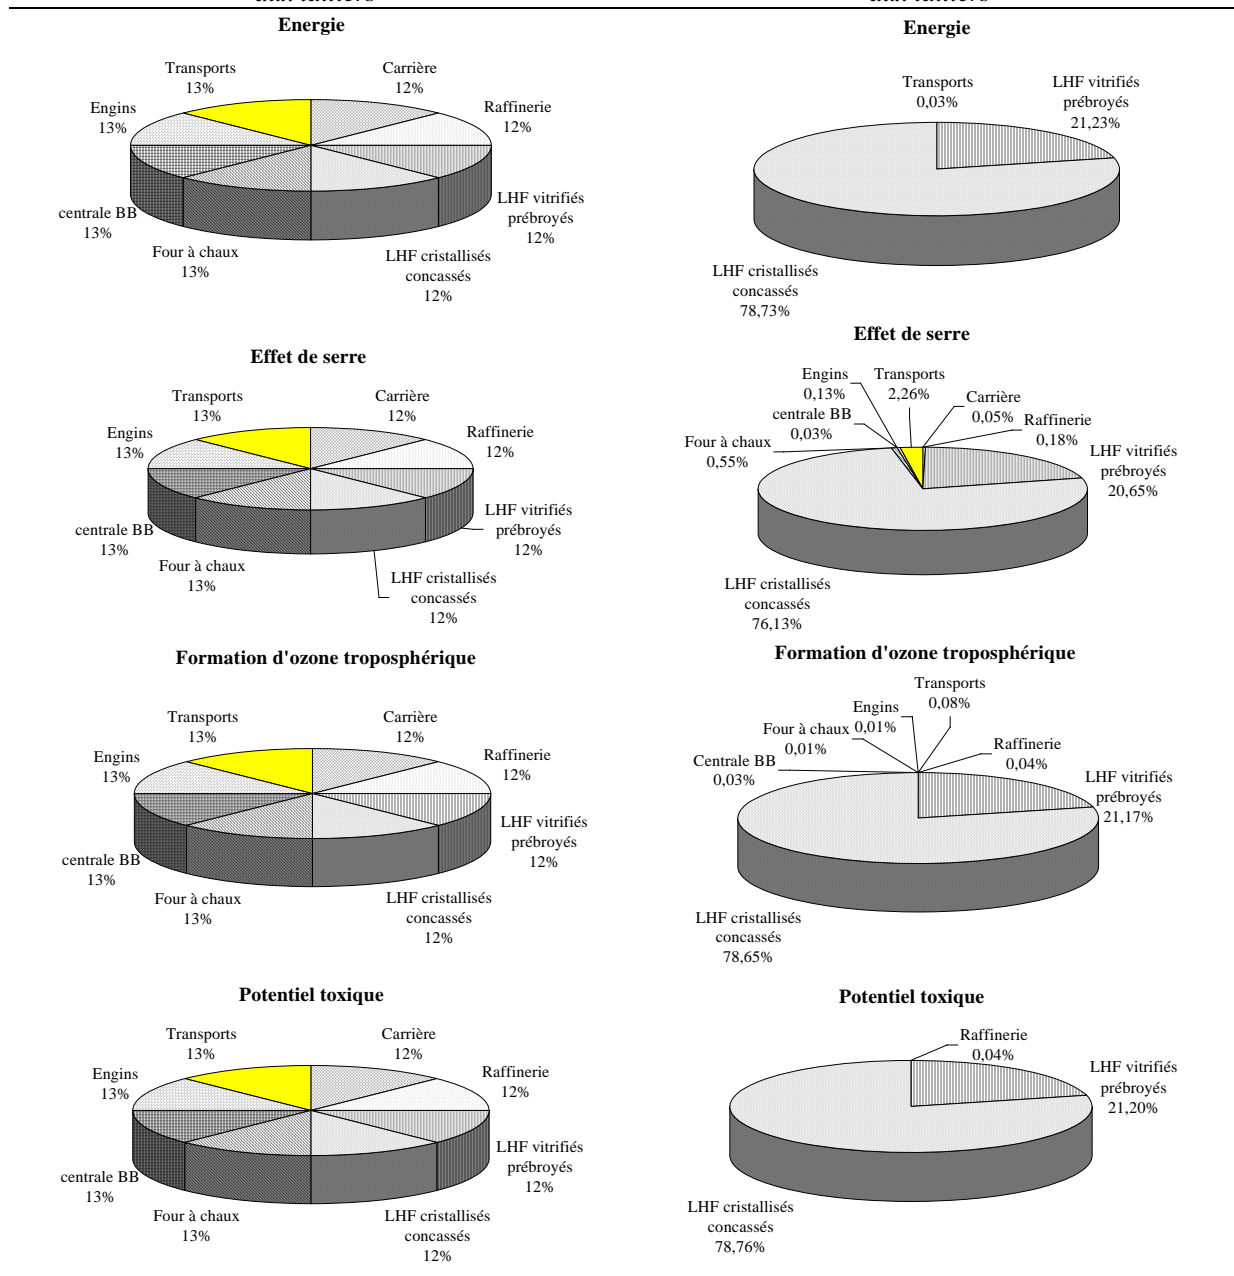 Energie
Transports
13%
Carrière
12%
Engins
13%
Raffinerie
12%
centrale BB
13%
LHF vitrifiés
prébroyés
12%
Four à chaux
13%
LHF cristallisés
concassés
12%
Energie
Transports
0,03%
LHF vitrifiés
prébroyés
21,23%
LHF cristallisés
concassés
78,73%
Effet de serre
Transports
13%
Carrière
12%
Engins
13%
Raffinerie
12%
centrale BB
13%
LHF vitrifiés
prébroyés
12%
Four à chaux
13%
LHF cristallisés
concassés
12%
Effet de serre
Engins
0,13%
Transports
2,26%
Carrière
0,05%
centrale BB
0,03%
Raffinerie
0,18%
Four à chaux
0,55%
LHF vitrifiés
prébroyés
20,65%
LHF cristallisés
concassés
76,13%
Formation d'ozone troposphérique
Transports
13%
Carrière
12%
Engins
13%
Raffinerie
12%
centrale BB
13%
LHF vitrifiés
prébroyés
12%
Four à chaux
13%
LHF cristallisés
concassés
12%
Formation d'ozone troposphérique
Transports
0,08%
Engins
0,01%
Four à chaux
0,01%
Raffinerie
0,04%
Centrale BB
0,03%
LHF vitrifiés
prébroyés
21,17%
LHF cristallisés
concassés
78,65%
Potentiel toxique
Transports
13%
Carrière
12%
Engins
13%
Raffinerie
12%
centrale BB
13%
LHF vitrifiés
prébroyés
12%
Four à chaux
13%
LHF cristallisés
concassés
12%
Potentiel toxique
Raffinerie
0,04%
LHF vitrifiés
prébroyés
21,20%
LHF cristallisés
concassés
78,76%